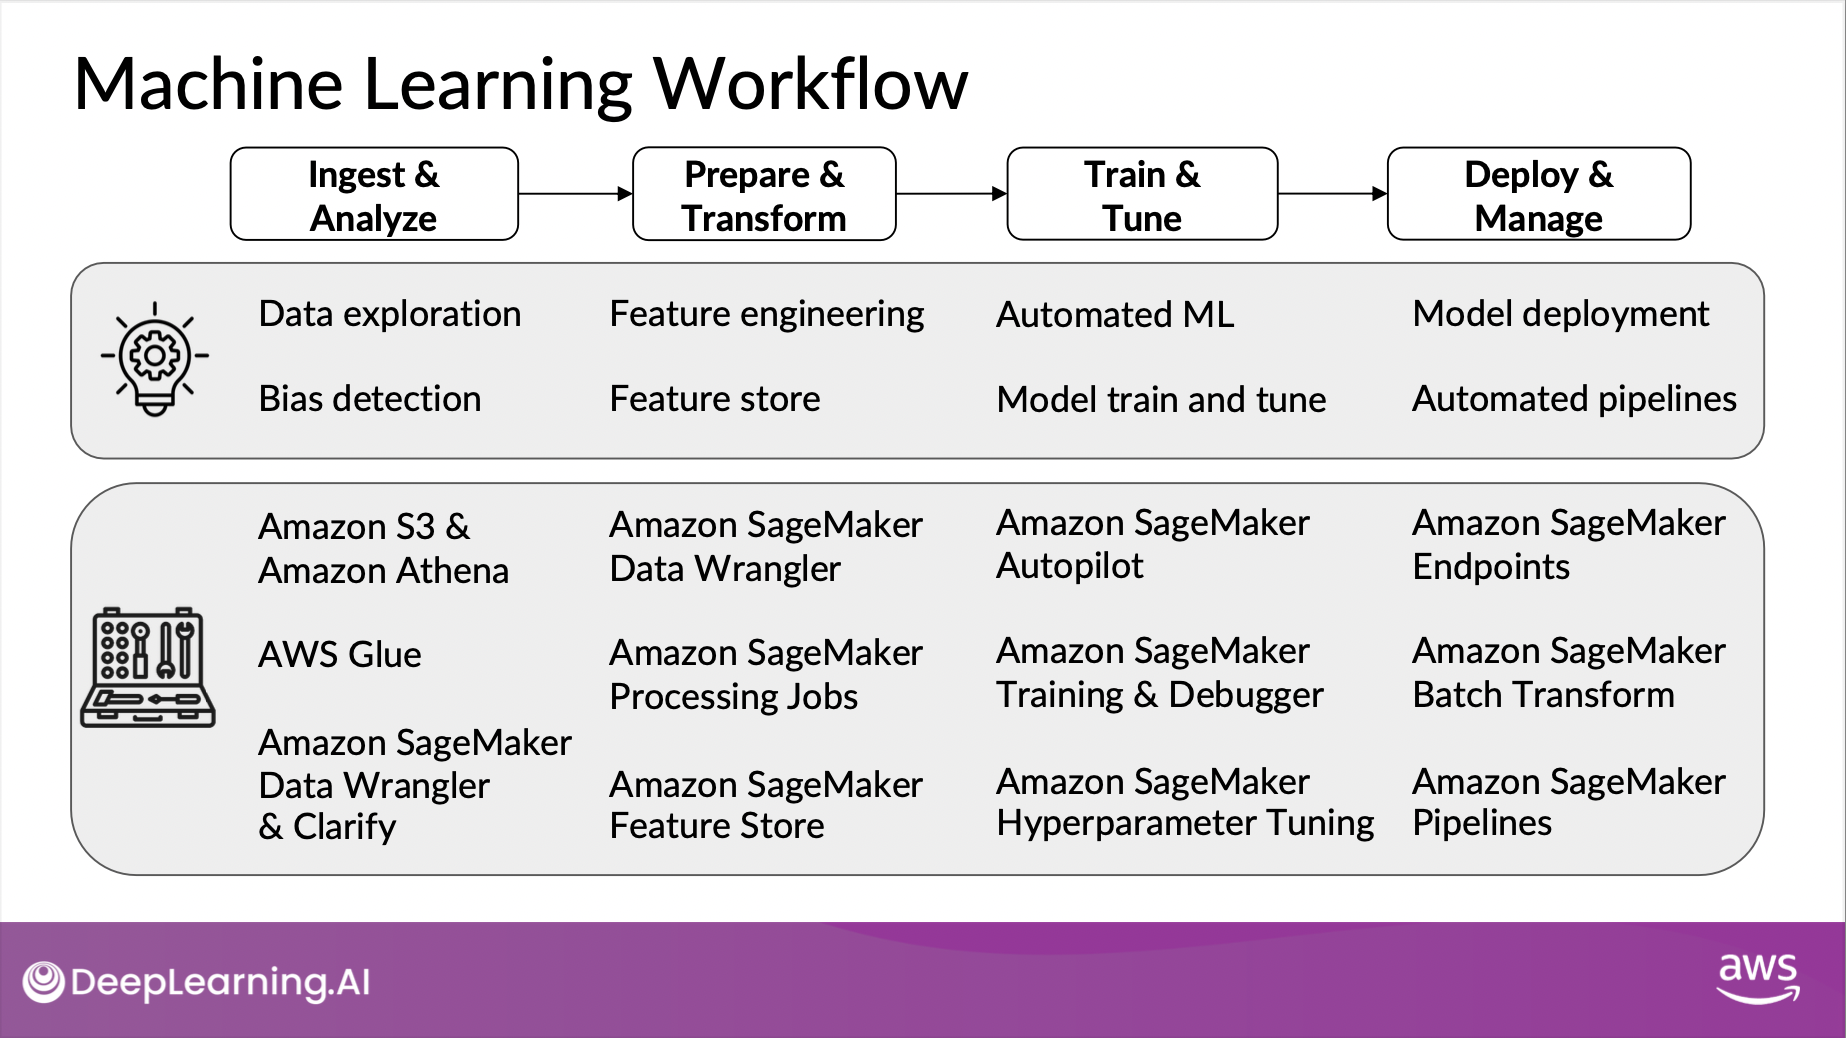 Machine Learning Workflow
Ingest &
Analyze
Prepare &
Transform
Train &
Tune
Deploy &
Manage
Data exploration
Bias detection
Feature engineering
Feature store
Automated ML
Model train and tune
Model deployment
Automated pipelines
Amazon S3 &
Amazon Athena
AWS Glue
Amazon SageMaker
Data Wrangler
& Clarify
Amazon SageMaker
Data Wrangler
Amazon SageMaker
Processing Jobs
Amazon SageMaker
Feature Store
Amazon SageMaker
Autopilot
Amazon SageMaker
Training & Debugger
Amazon SageMaker
Hyperparameter Tuning
Amazon SageMaker
Endpoints
Amazon SageMaker
Batch Transform
Amazon SageMaker
Pipelines
DeepLearning.AI
aws